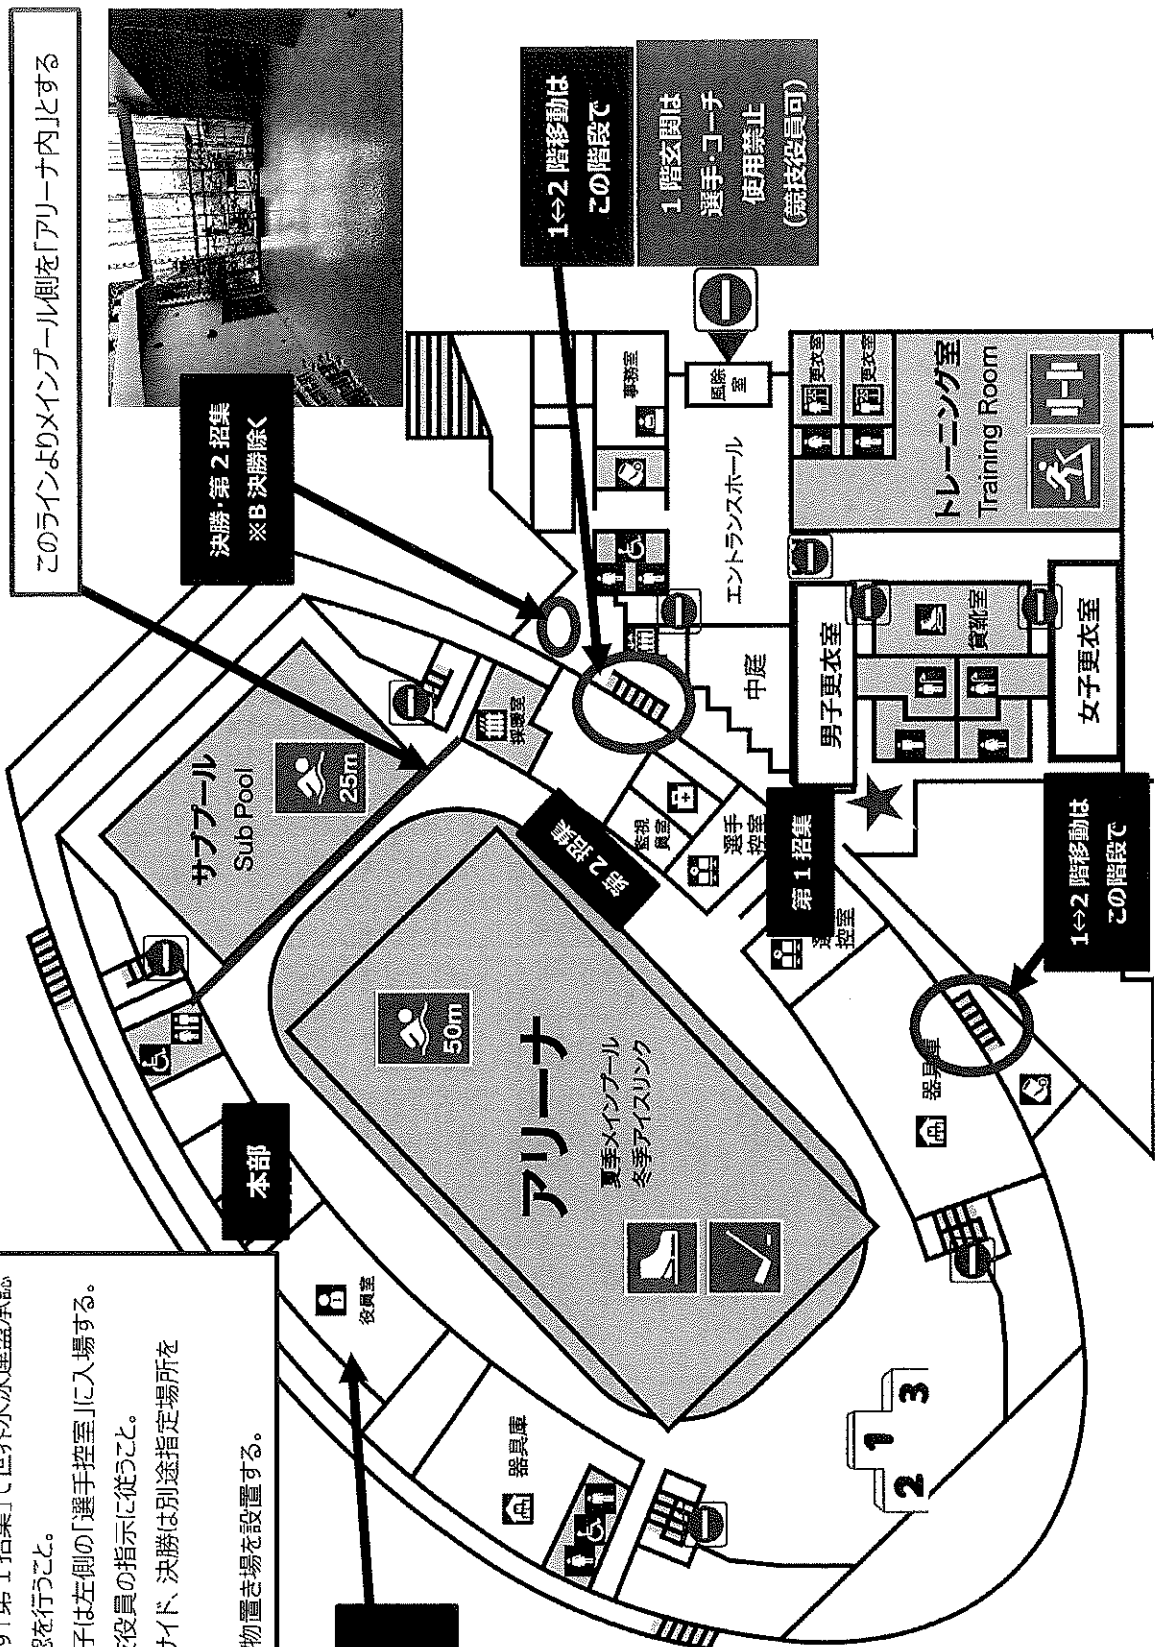 このラインよりメインプール側を「アリーナ内」とする
決勝・第2招集
※B決勝除く
1⇔2 階移動は
この階段で
1階玄関は
選手・コーチ
使用禁止
(競技役員可)
サブプール
Sub Pool
25m
採暖室
事務室
風除
室
エントランスホール
中庭
更衣室
更衣室
トレーニング室
Training Room
男子更衣室
貸靴室
女子更衣室
第2招集
監視
員室
選手
控室
第1招集
控室
1⇔2 階移動は
この階段で
器具庫
アリーナ
夏季メインプール
冬季アイスリンク
50m
本部
役員室
器具庫
1
2
3
認を行うこと。
子は左側の「選手控室」に入場する。
役員の指示に従うこと。
サイド、決勝は別途指定場所を
物置き場を設置する。